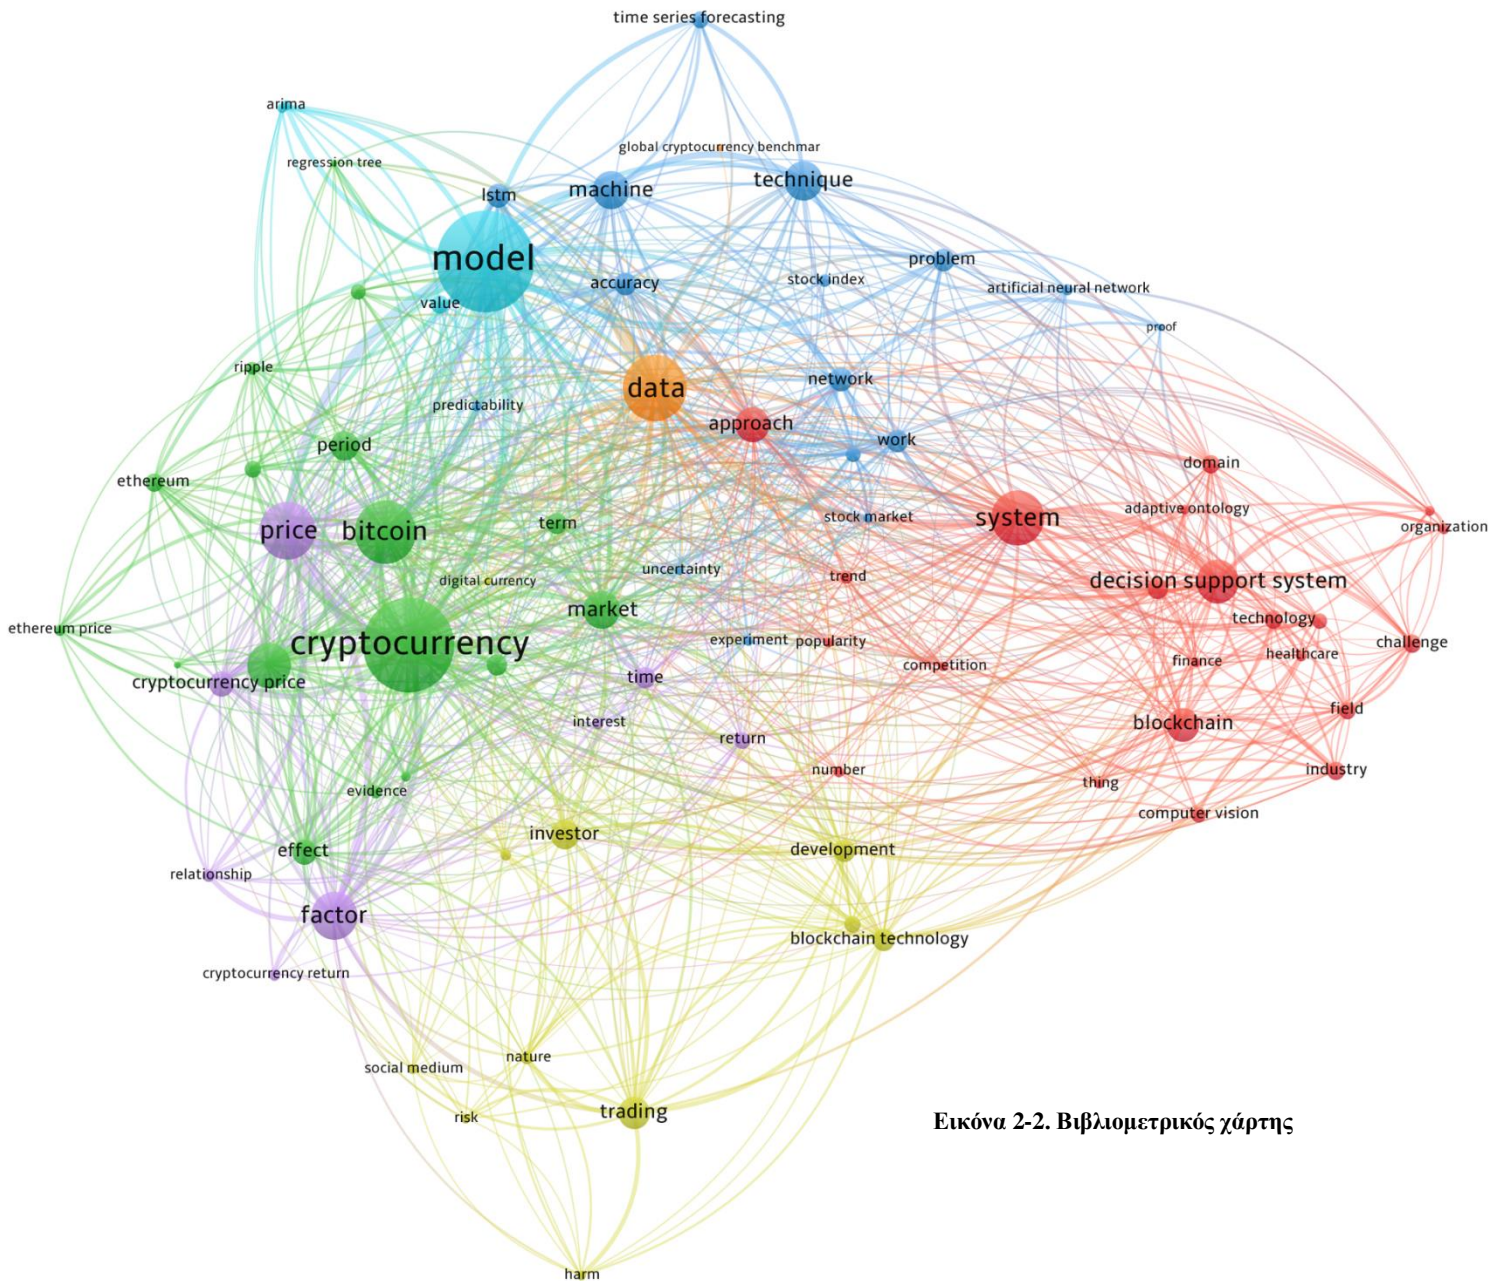 time series forecasting
arima
global cryptocurrency benchmar
regression tree
technique
machine
lstm
model
problem
stock index
accuracy
artificial neural network
value
proof
ripple
network
data
predictability
approach
period
work
domain
ethereum
adaptive ontology
stock market
system
term
organization
price
bitcoin
uncertainty
trend
digital currency
decision support system
market
technology
ethereum price
experiment
popularity
cryptocurrency
challenge
healthcare
finance
competition
cryptocurrency price
time
field
interest
blockchain
return
number
industry
thing
evidence
computer vision
investor
effect
development
relationship
factor
blockchain technology
cryptocurrency return
nature
social medium
trading
risk
Εικόνα 2-2. Βιβλιομετρικός χάρτης
harm